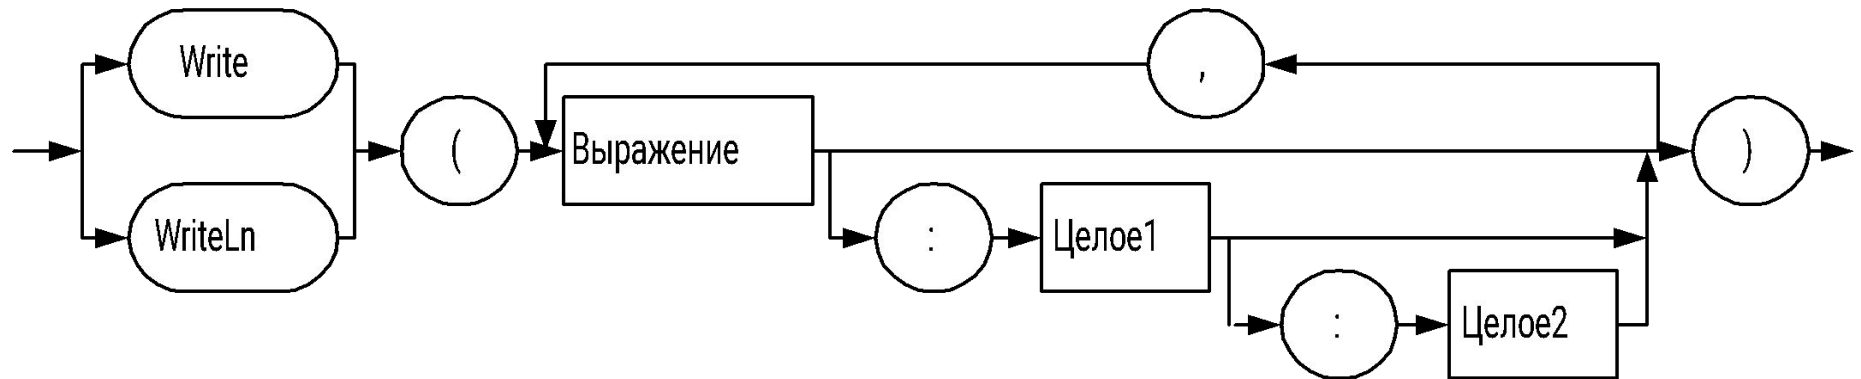 Write
,
( Выражение )
WriteLn : Целое1
: Целое2